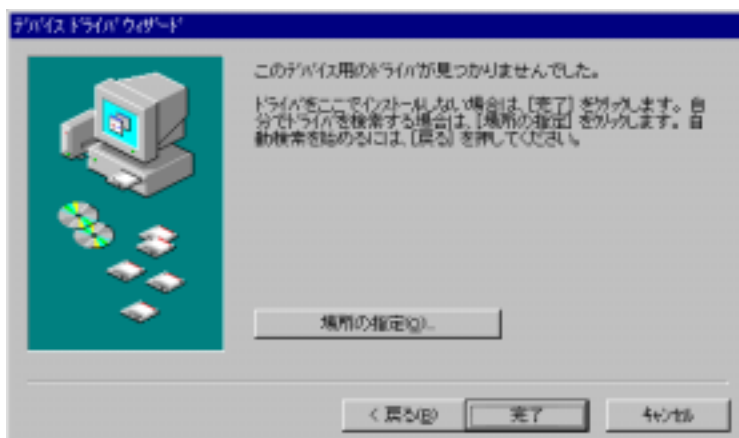 ﾃﾞﾊﾞｲｽ ﾄﾞﾗｲﾊﾞ ｳｨｻﾞｰﾄﾞ
このﾃﾞﾊﾞｲｽ用のﾄﾞﾗｲﾊﾞが見つかりませんでした。
ﾄﾞﾗｲﾊﾞをここでｲﾝｽﾄｰﾙしない場合は、[完了] をｸﾘｯｸします。自
分でﾄﾞﾗｲﾊﾞを検索する場合は、[場所の指定] をｸﾘｯｸします。自
動検索を始めるには、[戻る] を押してください。
場所の指定(O)...
< 戻る(B)
完了
ｷｬﾝｾﾙ